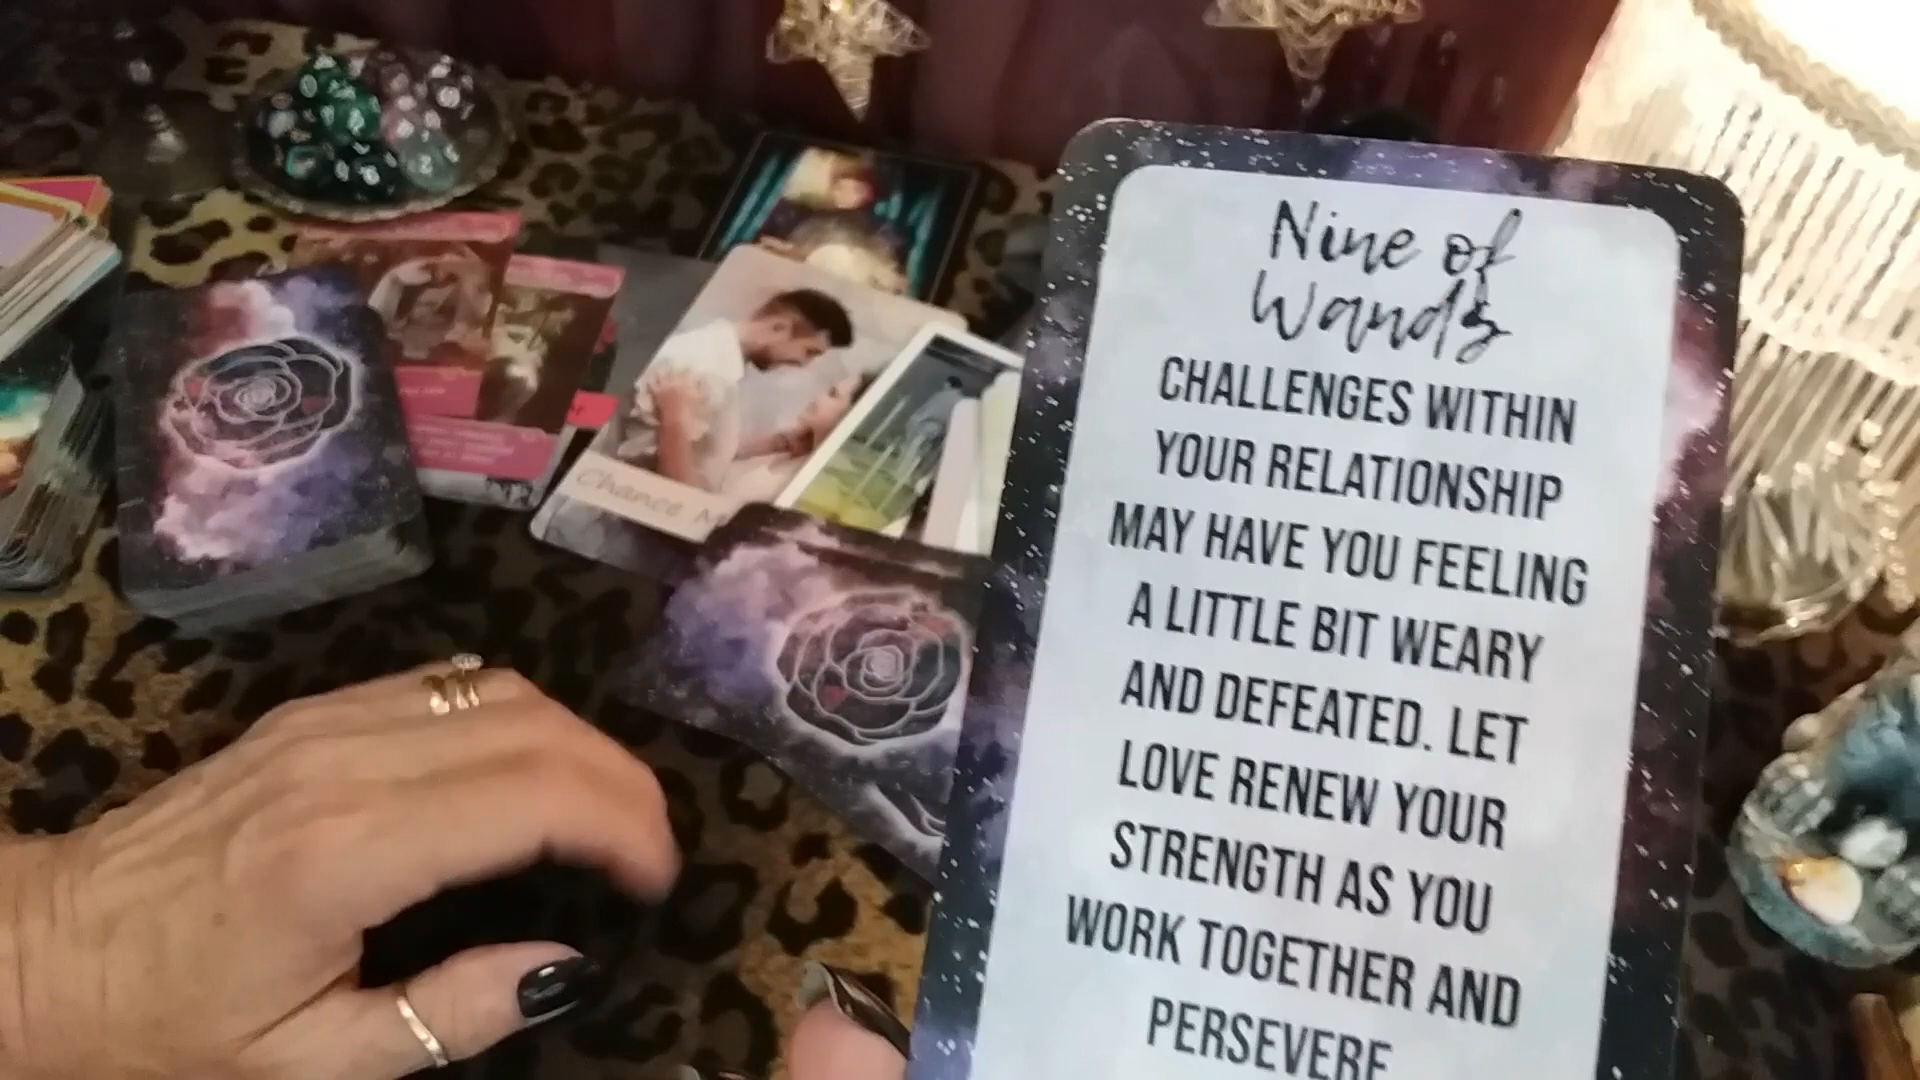 Nine of
Wands
CHALLENGES WITHIN
YOUR RELATIONSHIP
MAY HAVE YOU FEELING
A LITTLE BIT WEARY
AND DEFEATED. LET
LOVE RENEW YOUR
STRENGTH AS YOU
WORK TOGETHER AND
PERSEVERE
Chance